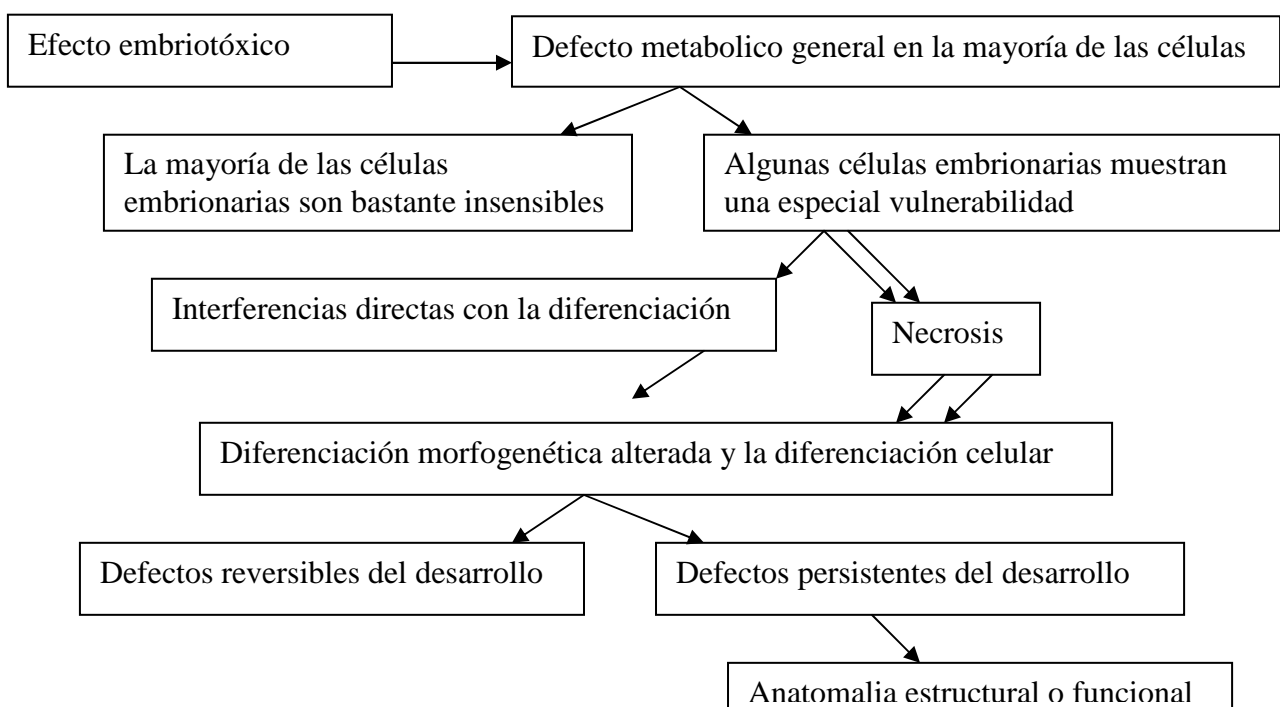 Efecto embriotóxico
Defecto metabolico general en la mayoría de las células
La mayoría de las células
embrionarias son bastante insensibles
Algunas células embrionarias muestran
una especial vulnerabilidad
Interferencias directas con la diferenciación
Necrosis
Diferenciación morfogenética alterada y la diferenciación celular
Defectos reversibles del desarrollo
Defectos persistentes del desarrollo
Anatomalia estructural o funcional